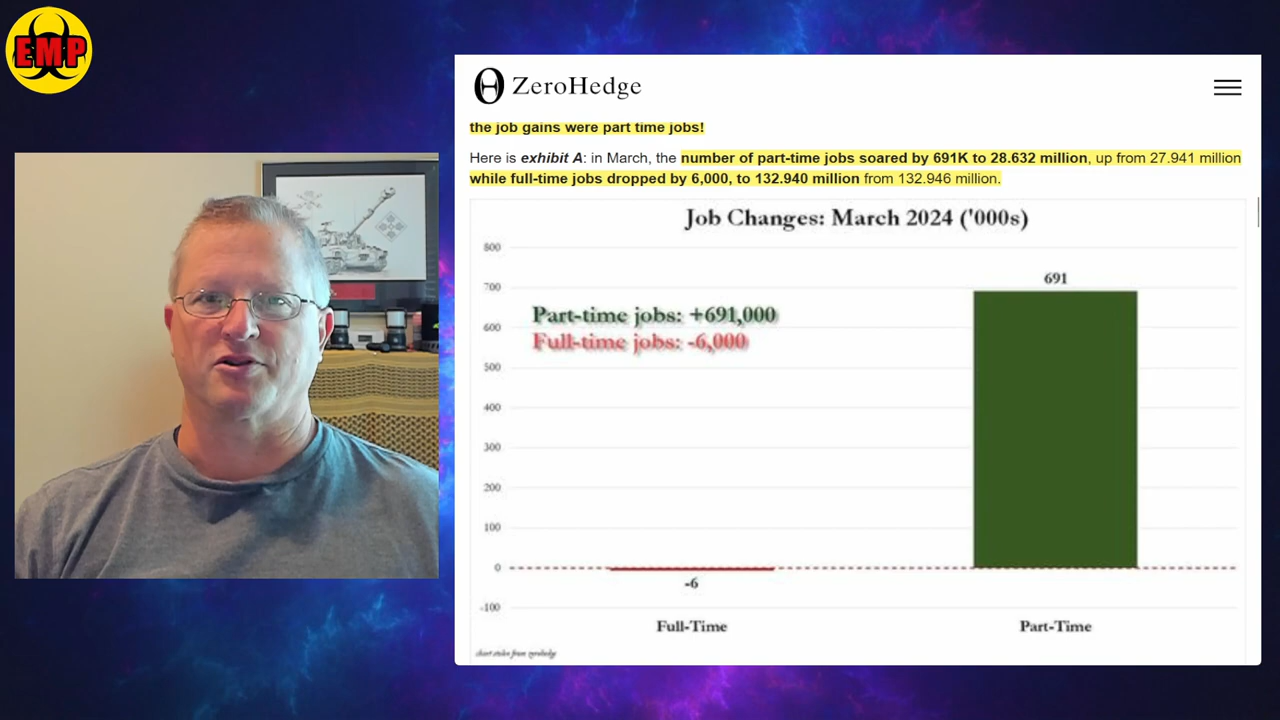 EMP
ZeroHedge
the job gains were part time jobs!
Here is exhibit A: in March, the number of part-time jobs soared by 691K to 28.632 million, up from 27.941 million
while full-time jobs dropped by 6,000, to 132.940 million from 132.946 million.
Job Changes: March 2024 ('000s)
800
700
600
500
400
300
200
100
0
-100
Part-time jobs: +691,000
Full-time jobs: -6,000
691
-6
Full-Time
Part-Time
chart stolen from zerohedge